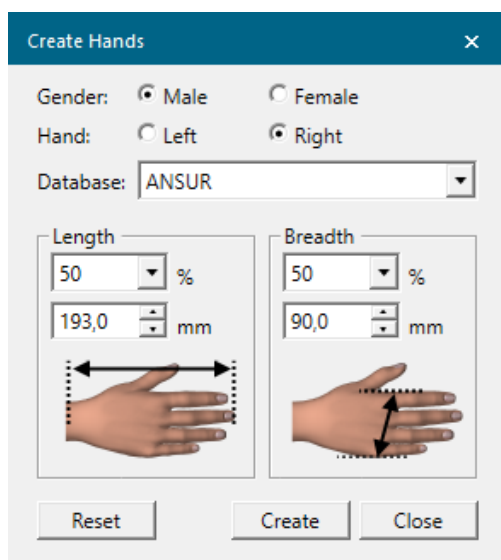 Create Hands
Gender: Male Female
Hand: Left Right
Database: ANSUR
Length Breadth
50 % 50 %
193,0 mm 90,0 mm
Reset Create Close